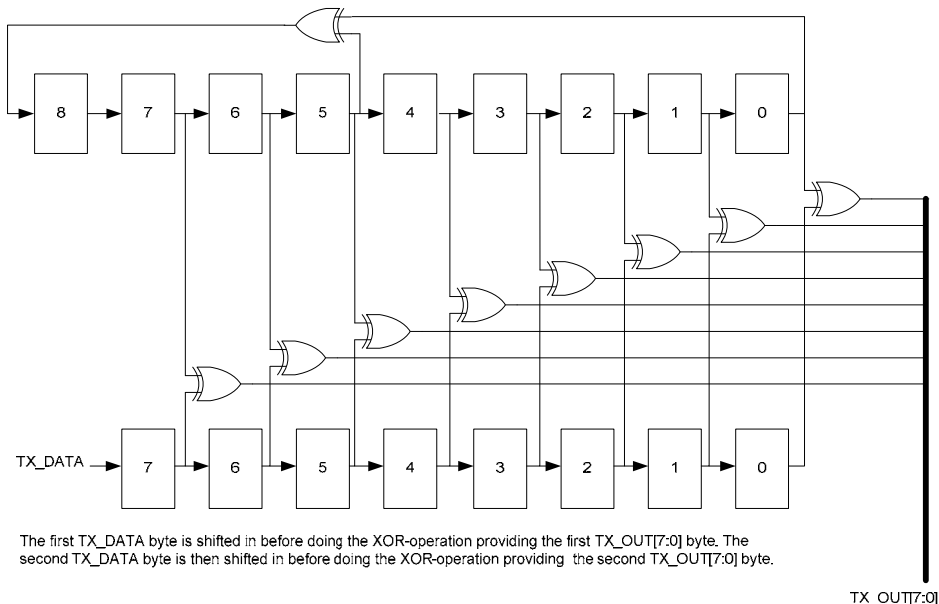 8 7 6 5 4 3 2 1 0
TX_DATA 7 6 5 4 3 2 1 0
The first TX_DATA byte is shifted in before doing the XOR-operation providing the first TX_OUT[7:0] byte. The
second TX_DATA byte is then shifted in before doing the XOR-operation providing the second TX_OUT[7:0] byte.
TX_OUT[7:0]